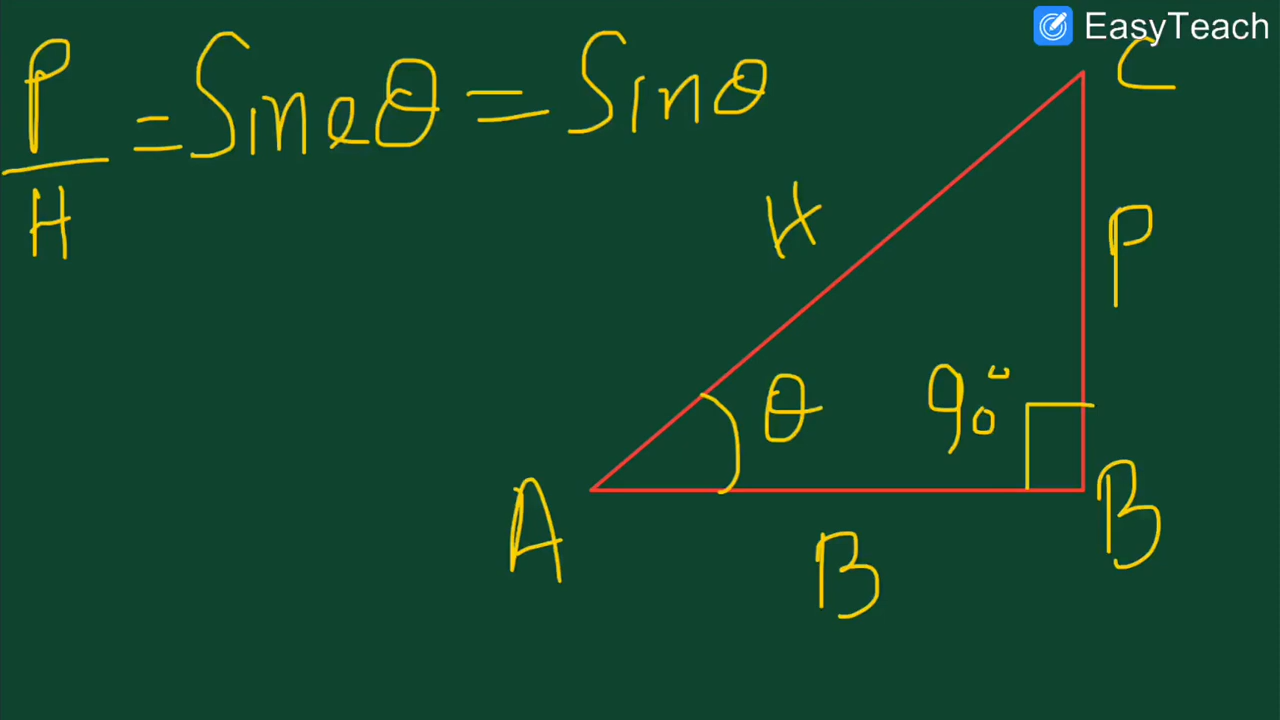 EasyTeach
P/H = Sineθ = Sinθ
C
H
P
θ
90°
A
B
B